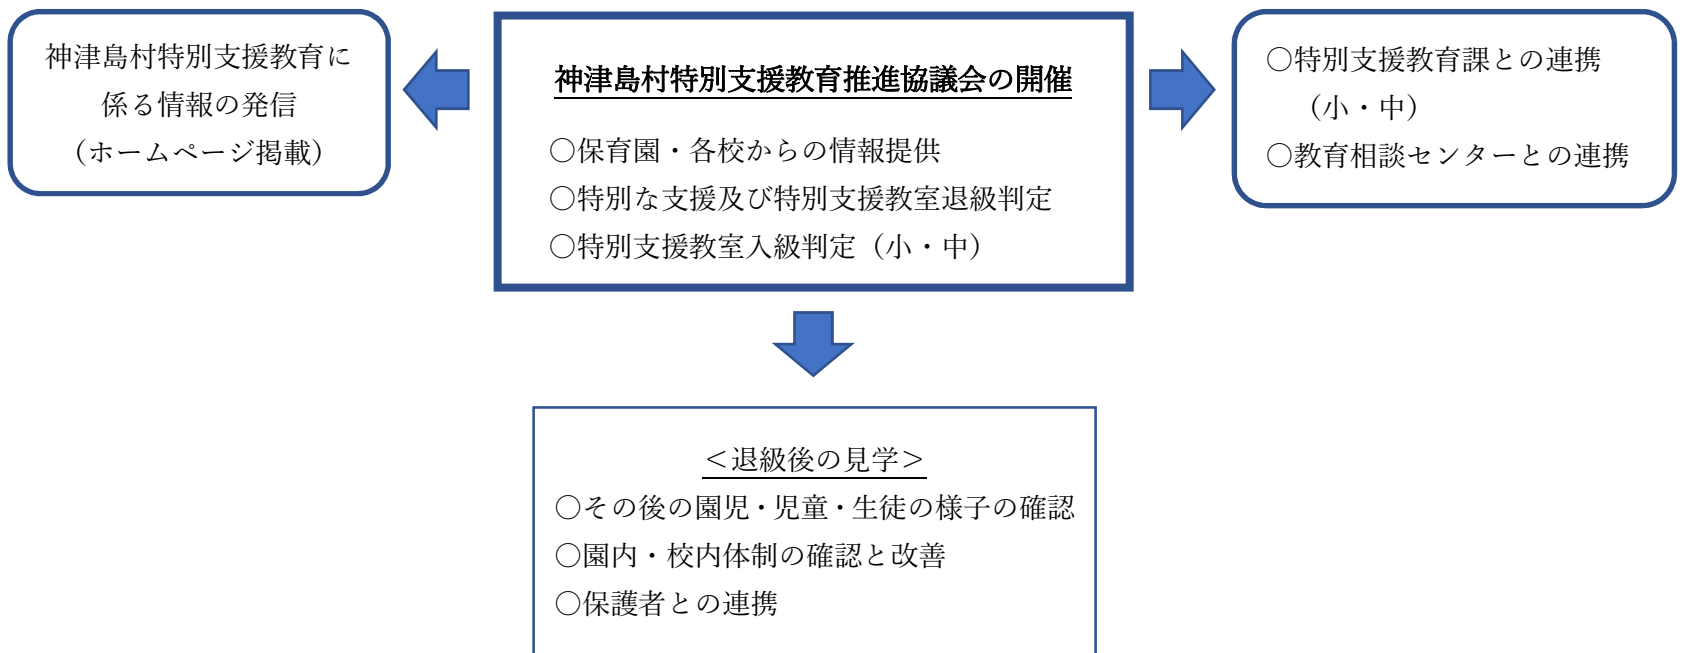 神津島村特別支援教育に
係る情報の発信
（ホームページ掲載）
神津島村特別支援教育推進協議会の開催
○保育園・各校からの情報提供
○特別な支援及び特別支援教室退級判定
○特別支援教室入級判定（小・中）
○特別支援教育課との連携
（小・中）
○教育相談センターとの連携
＜退級後の見学＞
○その後の園児・児童・生徒の様子の確認
○園内・校内体制の確認と改善
○保護者との連携